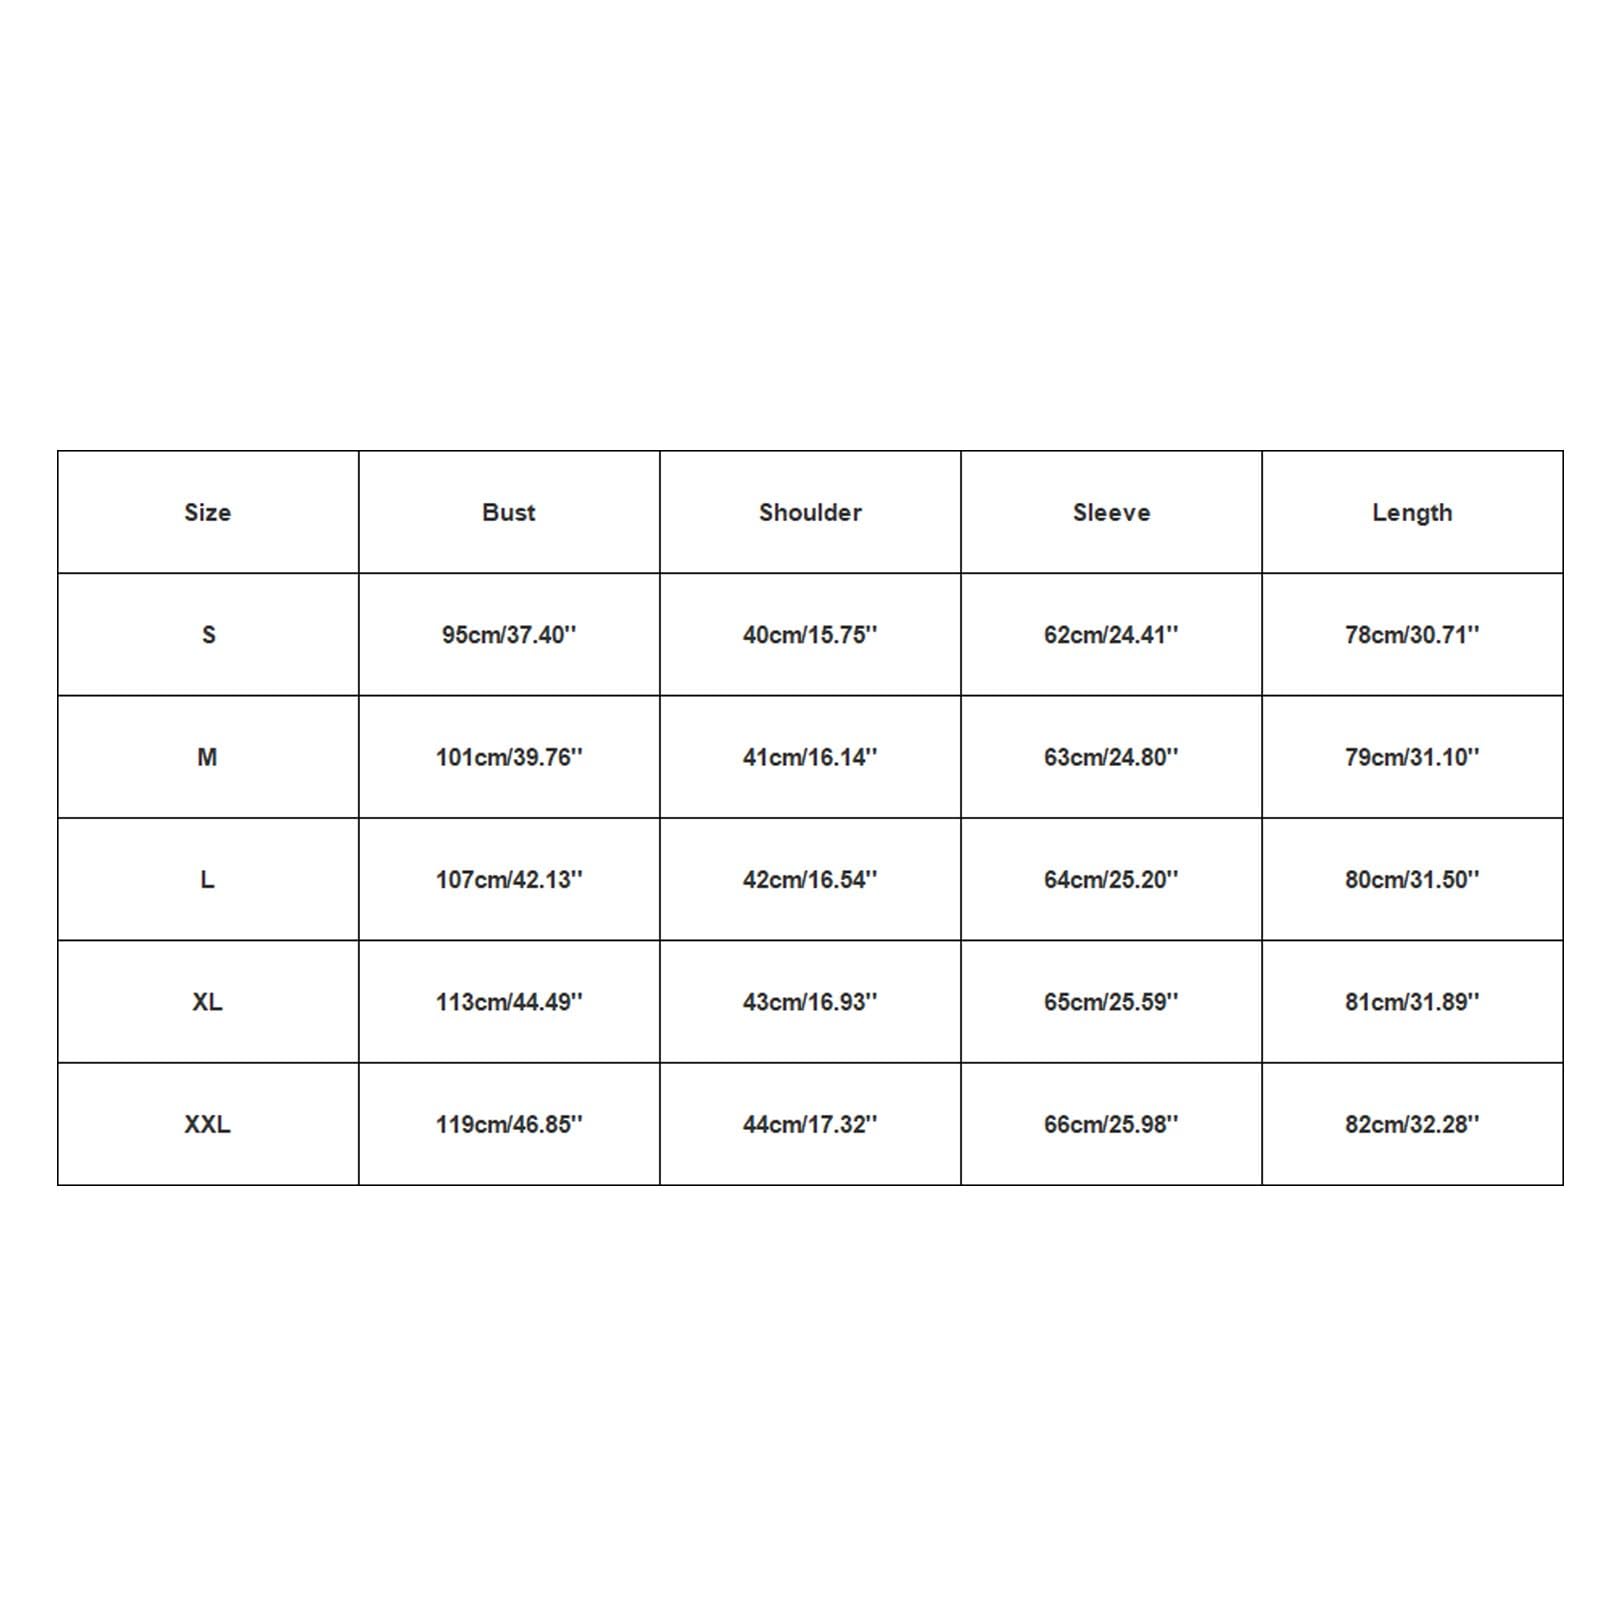 Size Bust Shoulder Sleeve Length
S 95cm/37.40'' 40cm/15.75'' 62cm/24.41'' 78cm/30.71''
M 101cm/39.76'' 41cm/16.14'' 63cm/24.80'' 79cm/31.10''
L 107cm/42.13'' 42cm/16.54'' 64cm/25.20'' 80cm/31.50''
XL 113cm/44.49'' 43cm/16.93'' 65cm/25.59'' 81cm/31.89''
XXL 119cm/46.85'' 44cm/17.32'' 66cm/25.98'' 82cm/32.28''